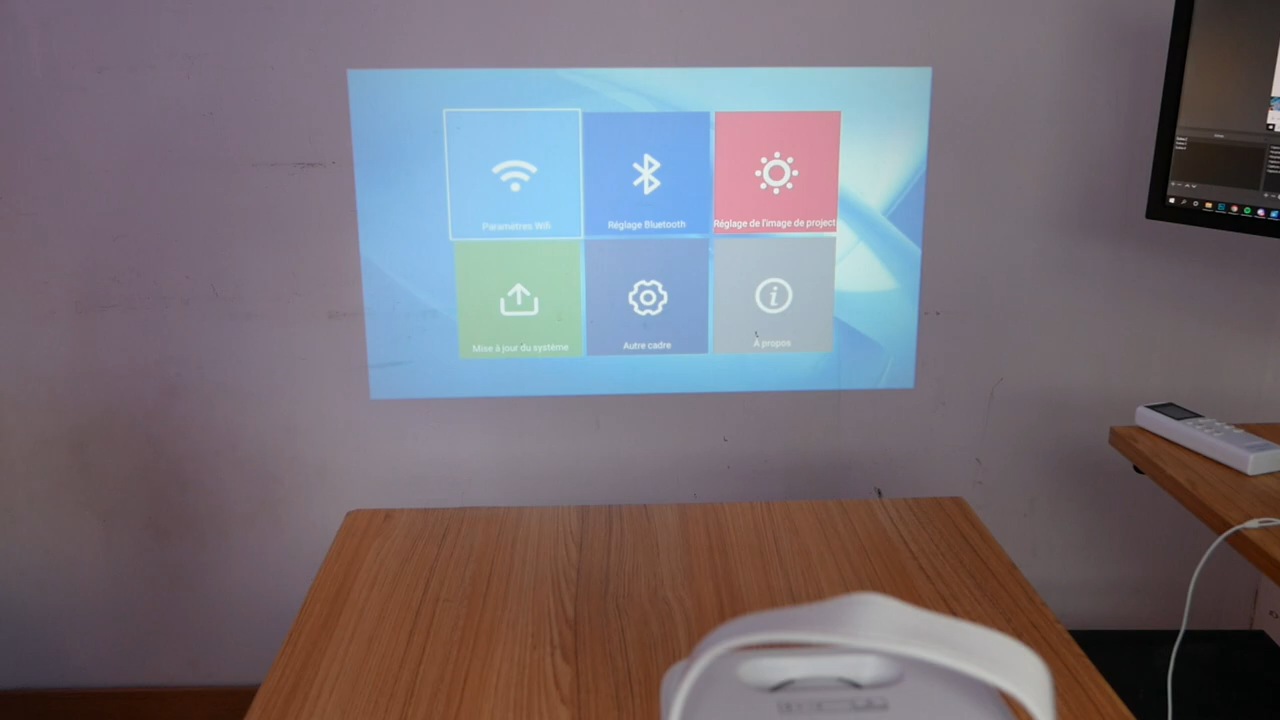 Paramètres Wifi
Réglage Bluetooth
Réglage de l'image de project
Mise à jour du système
Autre cadre
À propos